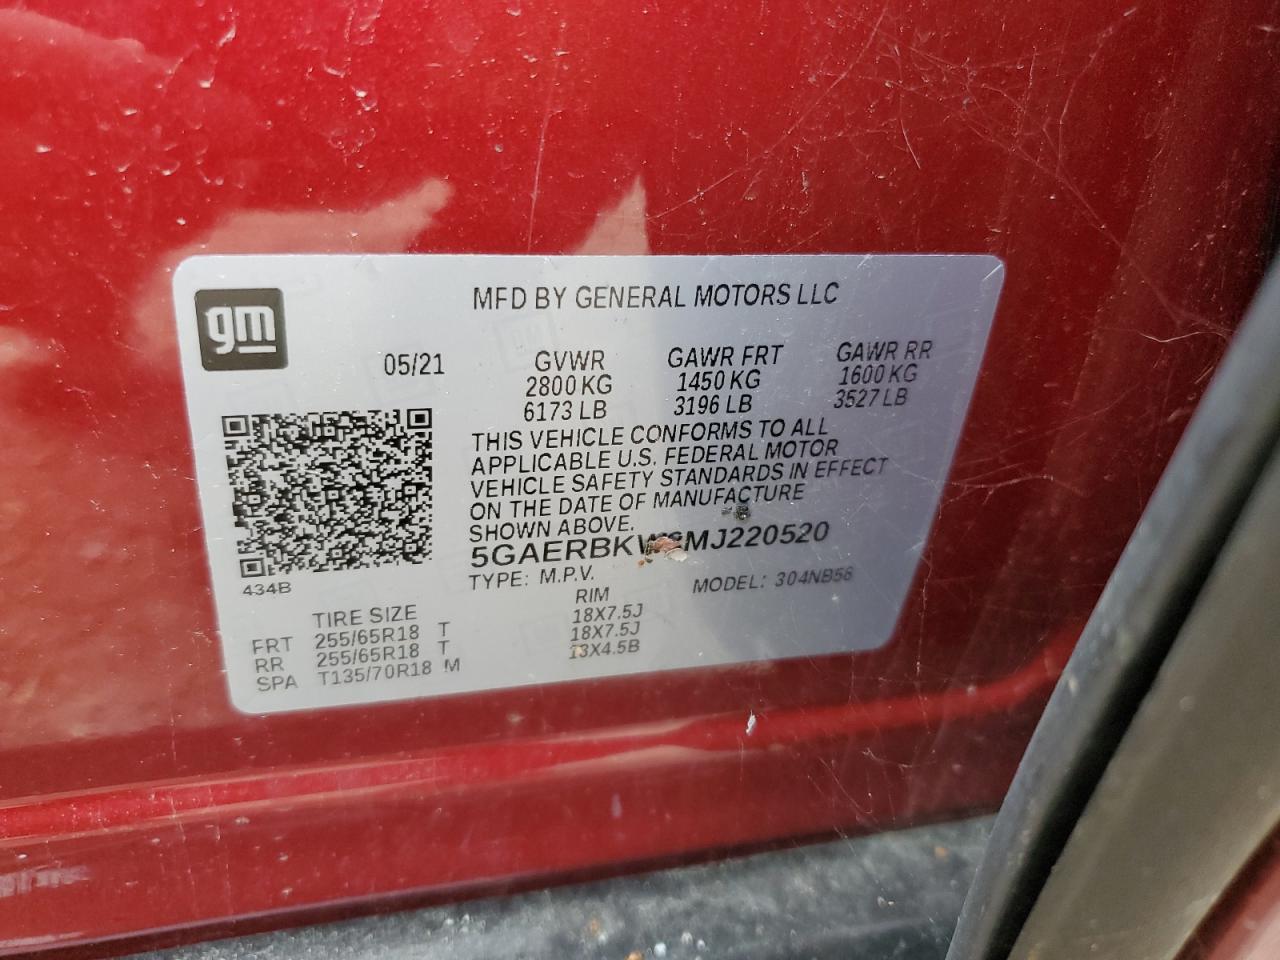 gm
MFD BY GENERAL MOTORS LLC
05/21
GVWR GAWR FRT GAWR RR
2800 KG 1450 KG 1600 KG
6173 LB 3196 LB 3527 LB
THIS VEHICLE CONFORMS TO ALL
APPLICABLE U.S. FEDERAL MOTOR
VEHICLE SAFETY STANDARDS IN EFFECT
ON THE DATE OF MANUFACTURE
SHOWN ABOVE.
5GAERBKW3MJ220520
434B
TYPE: M.P.V. MODEL: 304NB56
TIRE SIZE RIM
FRT 255/65R18 T 18X7.5J
RR 255/65R18 T 18X7.5J
SPA T135/70R18 M 18X4.5B